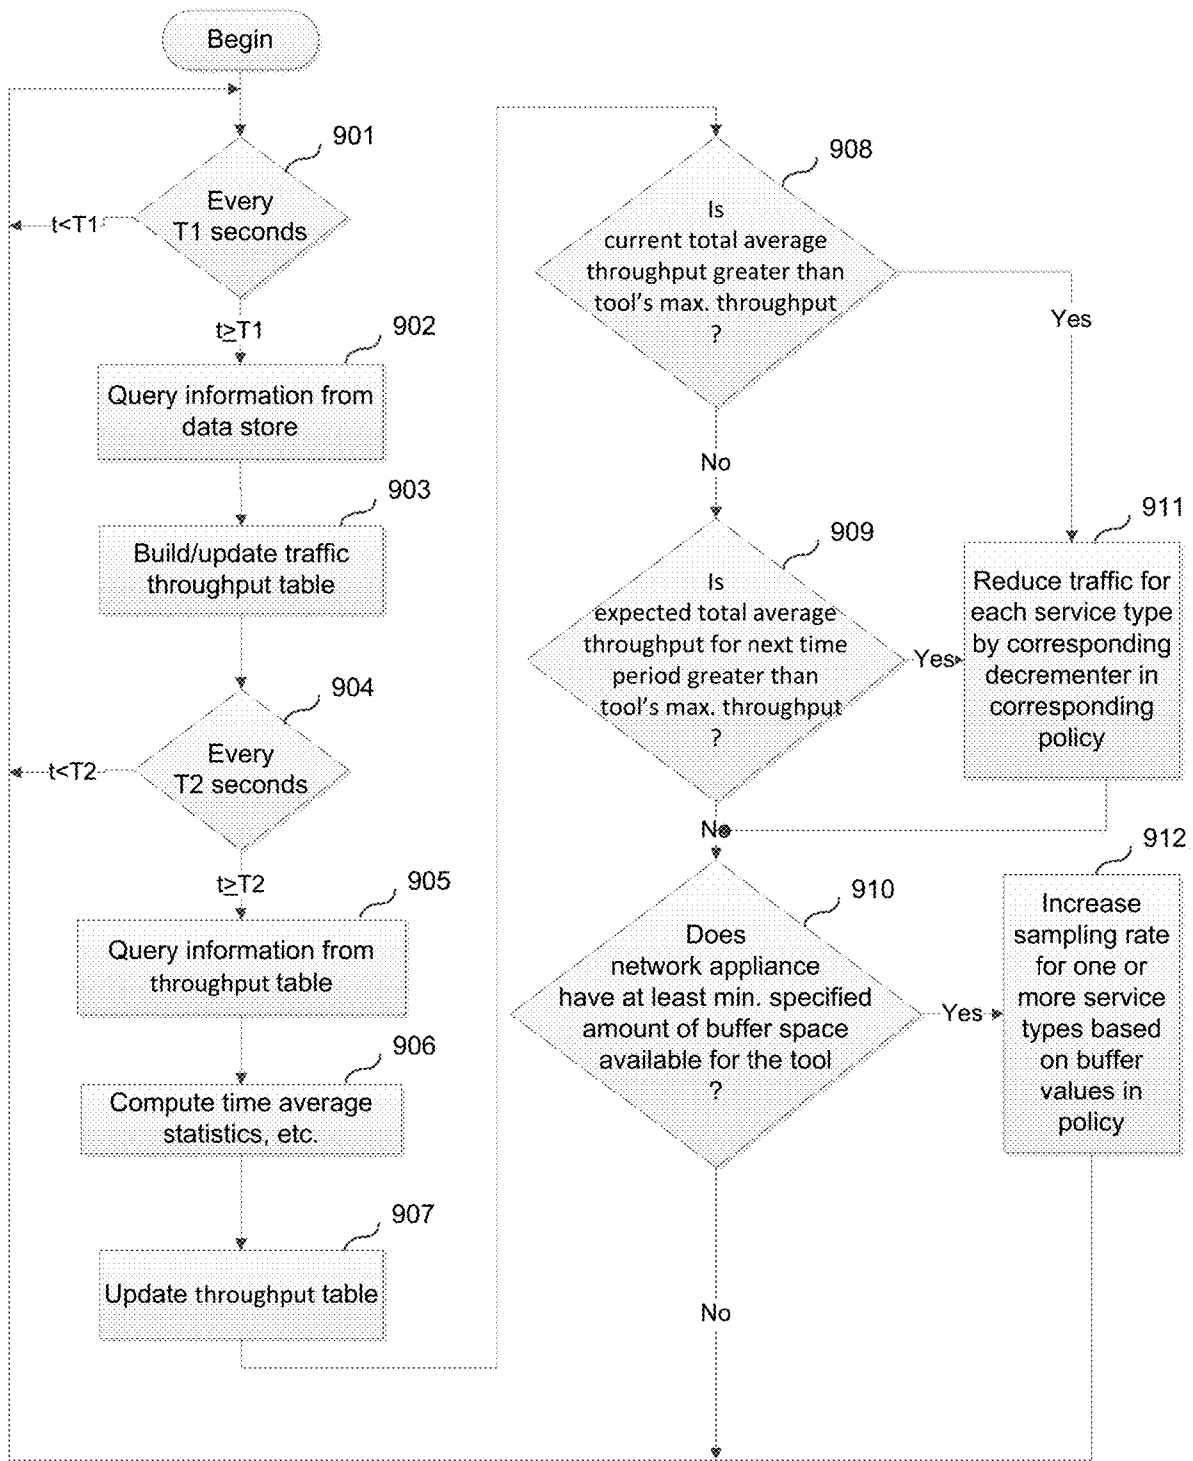 Begin
901
Every
T1 seconds
t<T1
t≥T1
902
Query information from
data store
903
Build/update traffic
throughput table
904
Every
T2 seconds
t<T2
t≥T2
905
Query information from
throughput table
906
Compute time average
statistics, etc.
907
Update throughput table
908
Is
current total average
throughput greater than
tool's max. throughput
?
Yes
No
909
Is
expected total average
throughput for next time
period greater than
tool's max. throughput
?
Yes
911
Reduce traffic for
each service type
by corresponding
decrementer in
corresponding
policy
No
910
Does
network appliance
have at least min. specified
amount of buffer space
available for the tool
?
Yes
912
Increase
sampling rate
for one or
more service
types based
on buffer
values in
policy
No